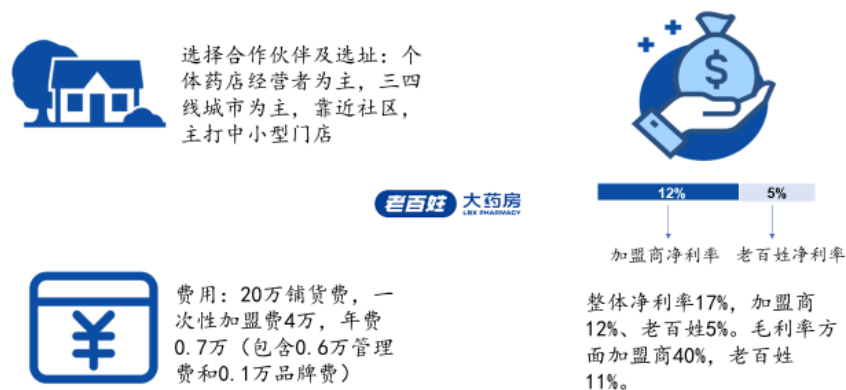 选择合作伙伴及选址：个
体药店经营者为主，三四
线城市为主，靠近社区，
主打中小型门店
$
12%
5%
加盟商净利率
老百姓净利率
老百姓 大药房
LBX PHARMACY
费用：20万铺货费，一
次性加盟费4万，年费
0.7万（包含0.6万管理
费和0.1万品牌费）
¥
整体净利率17%，加盟商
12%、老百姓5%。毛利率方
面加盟商40%，老百姓
11%。